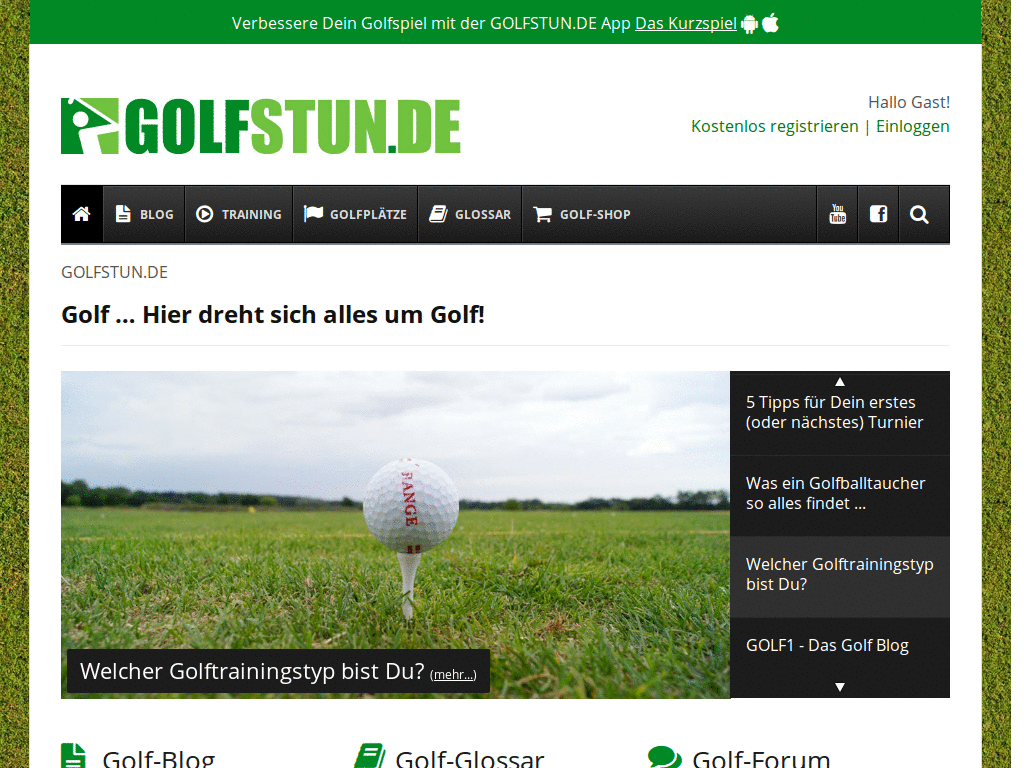 Verbessere Dein Golfspiel mit der GOLFSTUN.DE App Das Kurzspiel
GOLFSTUN.DE
Hallo Gast!
Kostenlos registrieren | Einloggen
BLOG TRAINING GOLFPLÄTZE GLOSSAR GOLF-SHOP You Tube
GOLFSTUN.DE
Golf ... Hier dreht sich alles um Golf!
RANGE
Welcher Golftrainingstyp bist Du? (mehr...)
5 Tipps für Dein erstes
(oder nächstes) Turnier
Was ein Golfballtaucher
so alles findet ...
Welcher Golftrainingstyp
bist Du?
GOLF1 - Das Golf Blog
Golf-Blog Golf-Glossar Golf-Forum